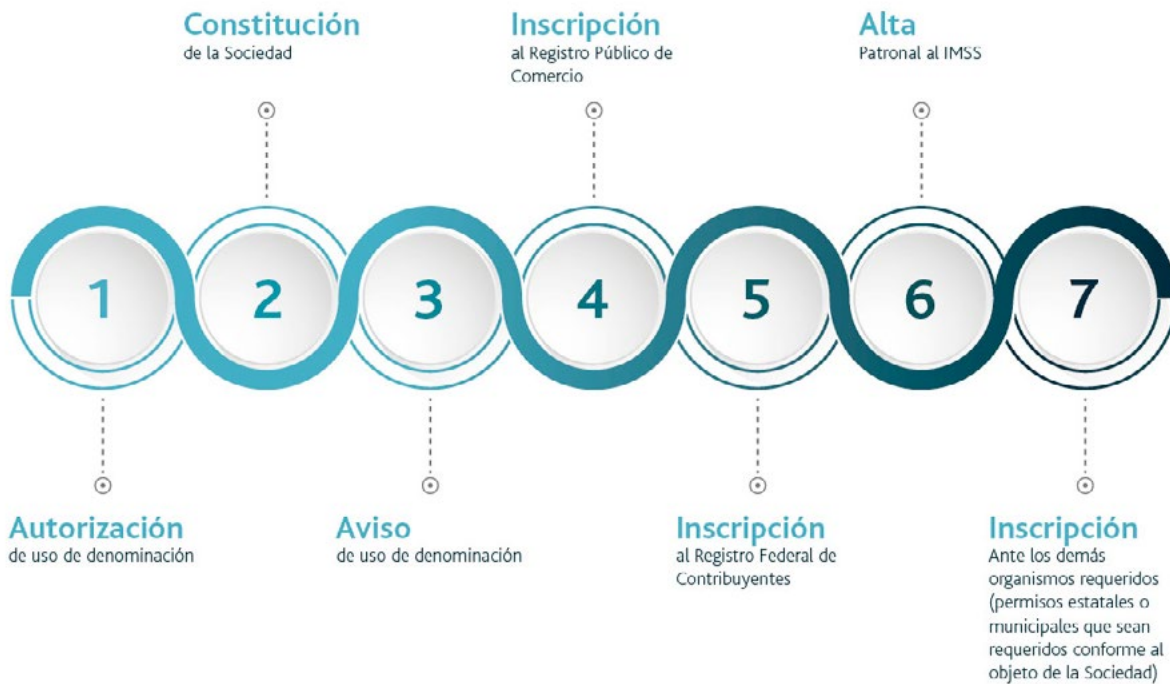 Constitución
de la Sociedad
Inscripción
al Registro Público de
Comercio
Alta
Patronal al IMSS
1
2
3
4
5
6
7
Autorización
de uso de denominación
Aviso
de uso de denominación
Inscripción
al Registro Federal de
Contribuyentes
Inscripción
Ante los demás
organismos requeridos
(permisos estatales o
municipales que sean
requeridos conforme al
objeto de la Sociedad)